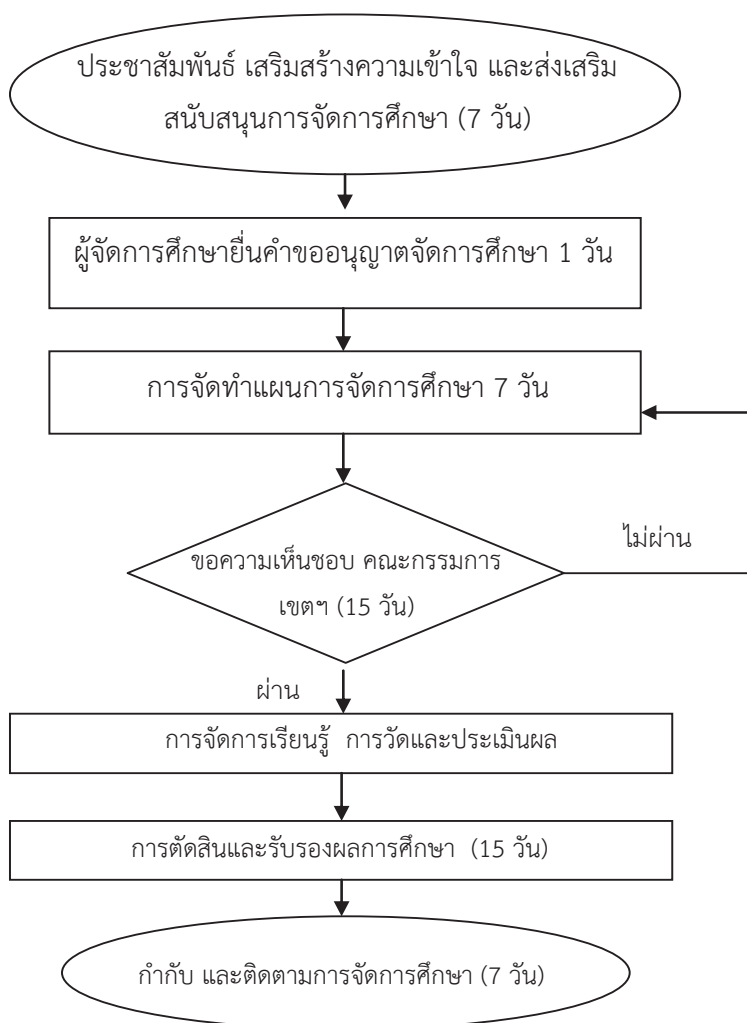 ประชาสัมพันธ์ เสริมสร้างความเข้าใจ และส่งเสริม
สนับสนุนการจัดการศึกษา (7 วัน)
ผู้จัดการศึกษายื่นคำขออนุญาตจัดการศึกษา 1 วัน
การจัดทำแผนการจัดการศึกษา 7 วัน
ไม่ผ่าน
ขอความเห็นชอบ คณะกรรมการ
เขตฯ (15 วัน)
ผ่าน
การจัดการเรียนรู้ การวัดและประเมินผล
การตัดสินและรับรองผลการศึกษา (15 วัน)
กำกับ และติดตามการจัดการศึกษา (7 วัน)